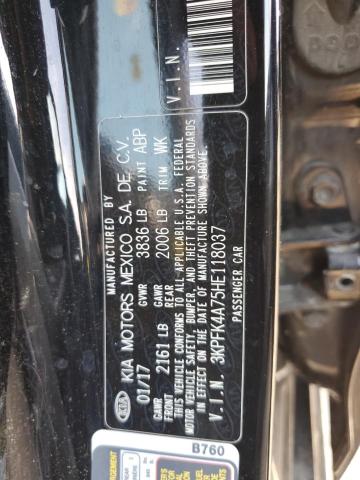 MANUFACTURED BY
KIA
KIA MOTORS MEXICO S.A. DE C.V.
01/17 GVWR 3836 LB PAINT ABP
GAWR FRONT 2161 LB GAWR REAR 2006 LB TRIM WK
THIS VEHICLE CONFORMS TO ALL APPLICABLE U.S.A. FEDERAL
MOTOR VEHICLE SAFETY, BUMPER, AND THEFT PREVENTION STANDARDS
IN EFFECT ON THE DATE OF MANUFACTURE SHOWN ABOVE.
V.I.N. 3KPFK4A75HE118037
PASSENGER CAR
V.I.N.
B760